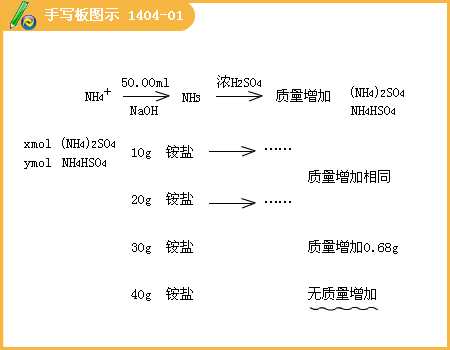 手写板图示 1404-01
NH4+ 50.00ml NaOH NH3 浓H2SO4 质量增加 (NH4)2SO4
NH4HSO4
xmol (NH4)2SO4
ymol NH4HSO4
10g 铵盐 ……
质量增加相同
20g 铵盐 ……
30g 铵盐 质量增加0.68g
40g 铵盐 无质量增加